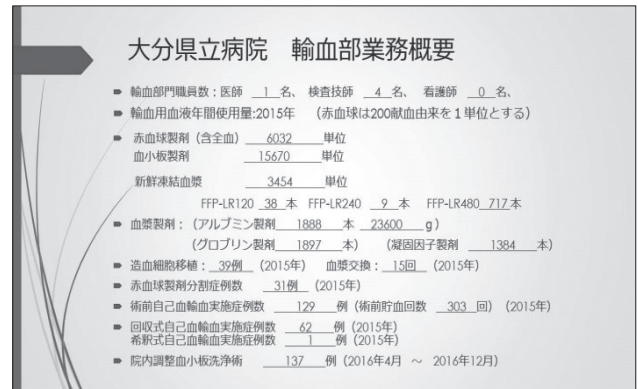 大分県立病院　輸血部業務概要
輸血部門職員数：医師　1　名、　検査技師　4　名、　看護師　0　名、
輸血用血液年間使用量:2015年　（赤血球は200献血由来を１単位とする）
赤血球製剤（含全血）　6032　単位
血小板製剤　15670　単位
新鮮凍結血漿　3454　単位
FFP-LR120　38　本　FFP-LR240　9　本　FFP-LR480　717本
血漿製剤：（アルブミン製剤　1888　本　23600　g）
（グロブリン製剤　1897　本）　（凝固因子製剤　1384　本）
造血細胞移植：　39例　（2015年）　血漿交換：　15回　（2015年）
赤血球製剤分割症例数　31例　（2015年）
術前自己血輸血実施症例数　129　例（術前貯血回数　303　回）（2015年）
回収式自己血輸血実施症例数　62　例（2015年）
希釈式自己血輸血実施症例数　1　例（2015年）
院内調整血小板洗浄術　137　例（2016年4月　～　2016年12月）